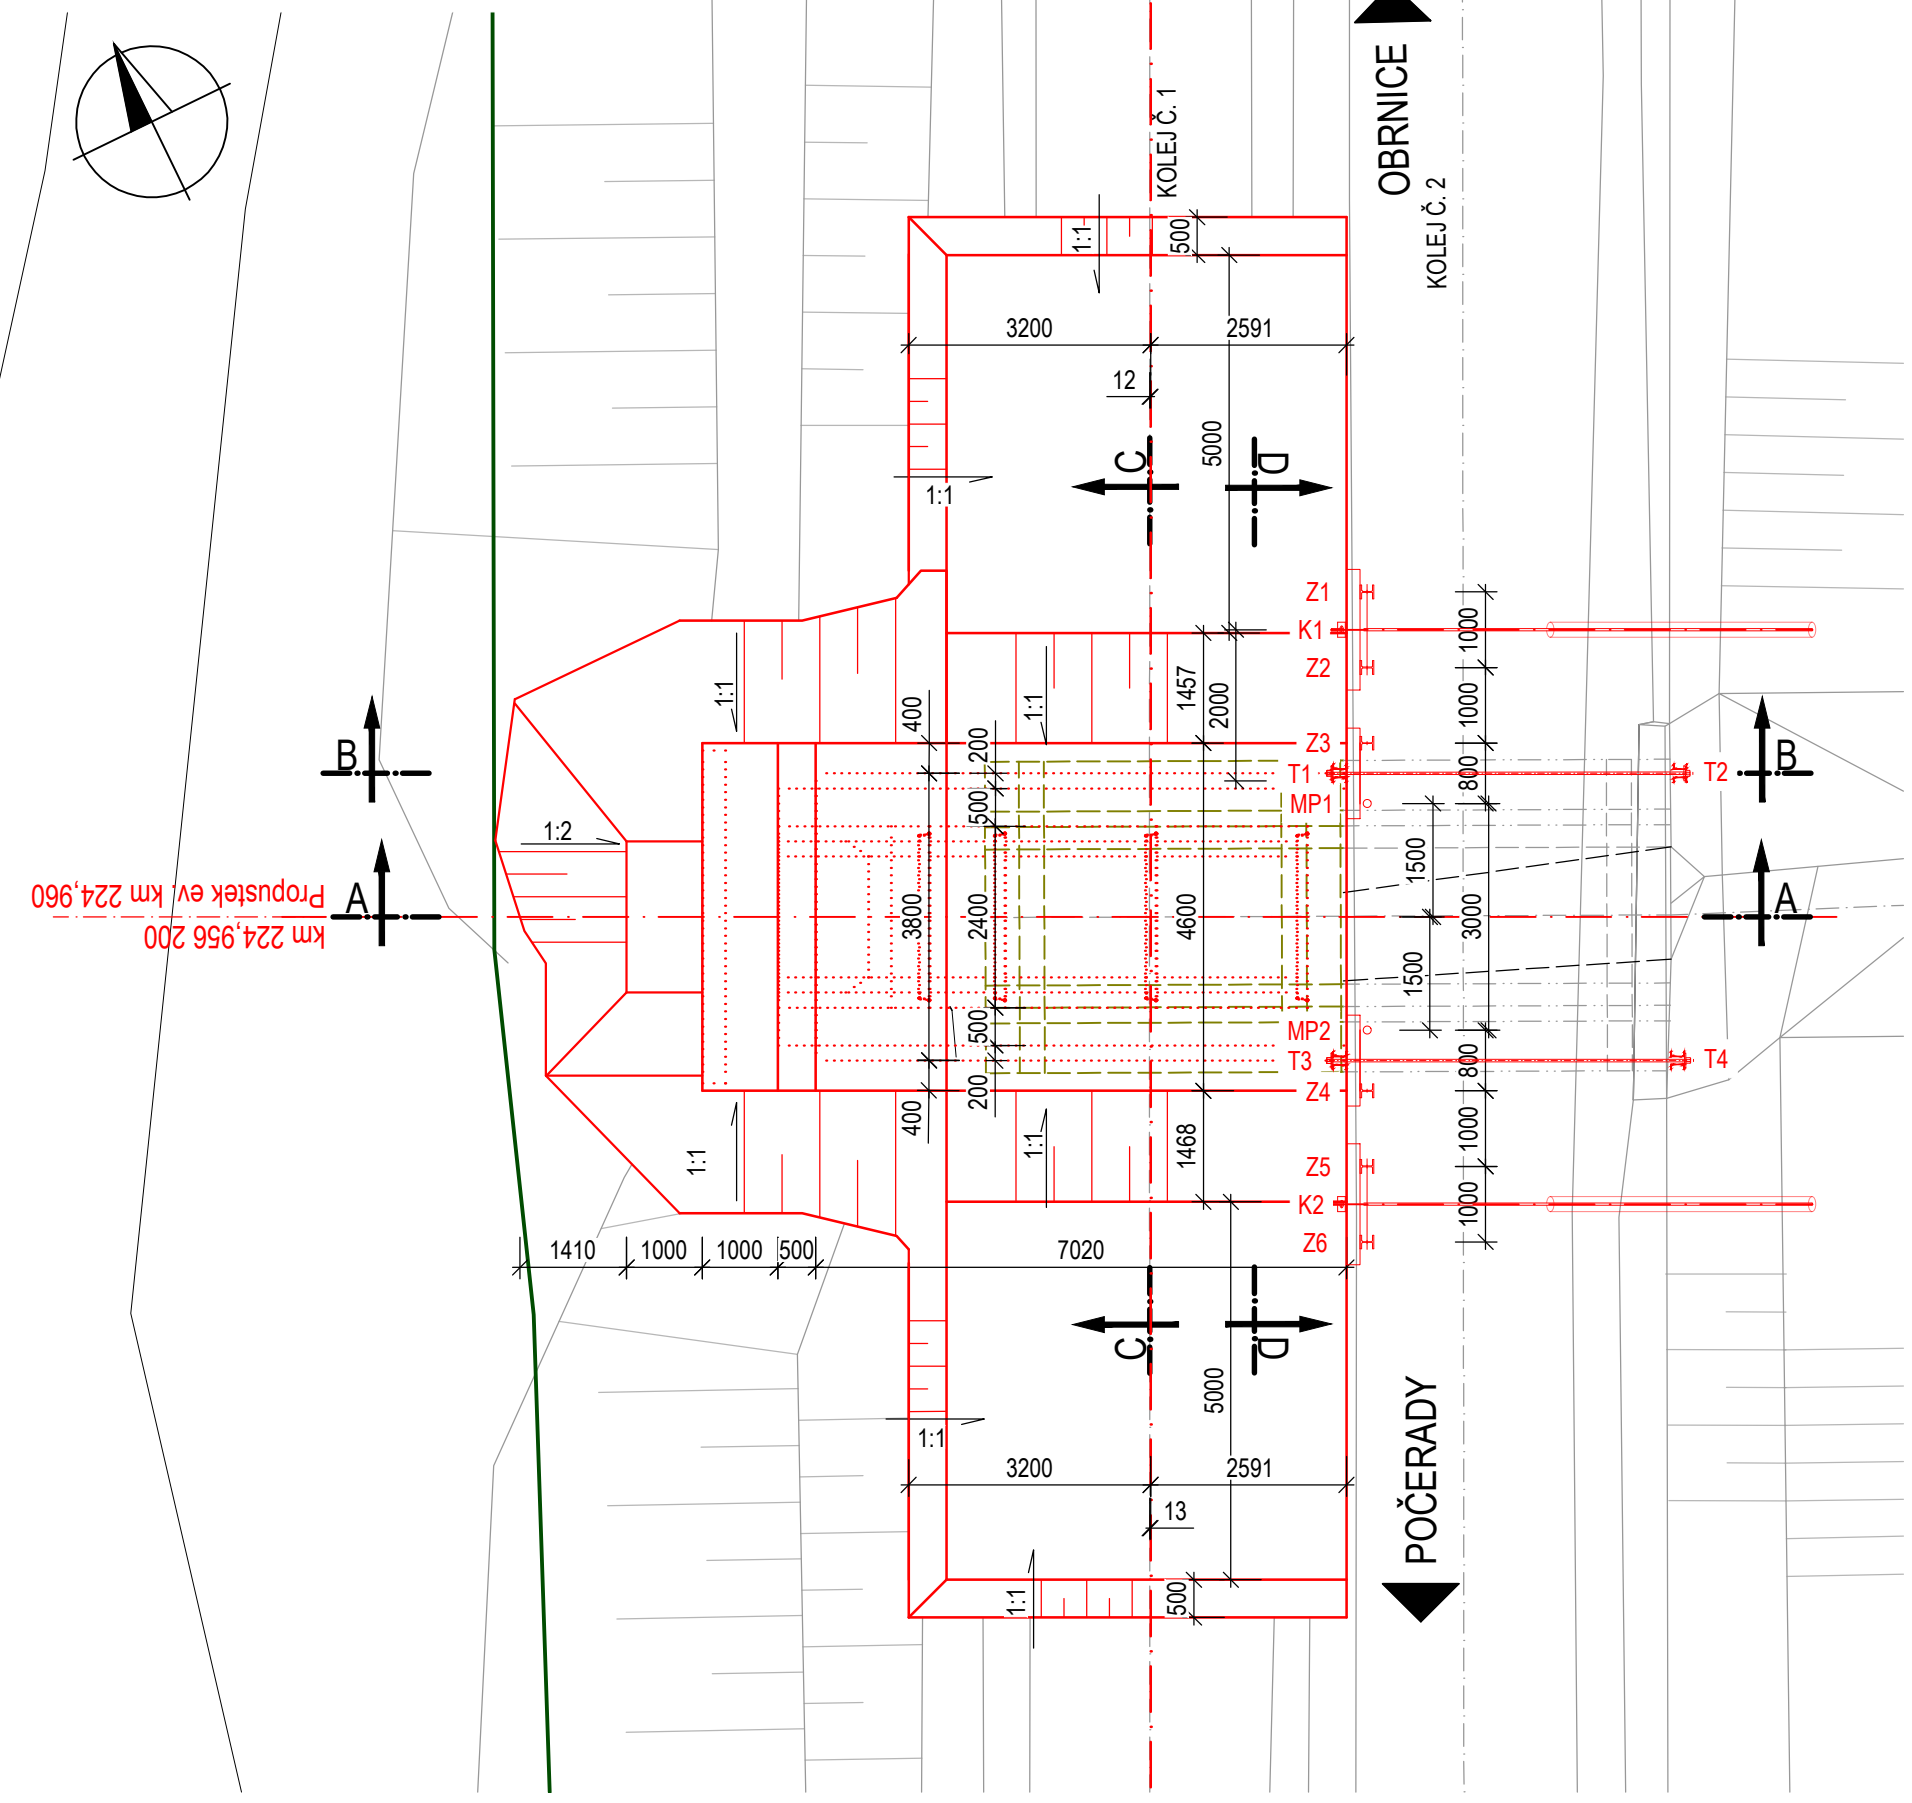 OBRNICE
KOLEJ Č. 1
KOLEJ Č. 2
1:1
500
3200
2591
12
5000
C
D
1:1
Z1
K1
Z2
1000
1000
1457
2000
400
200
1:1
1:1
Z3
T1
MP1
T2
800
500
1500
B
B
1:2
A
A
Propustek ev. km 224,960
km 224,956 200
3800
2400
4600
3000
1500
500
200
400
MP2
T3
T4
Z4
800
1000
1:1
1:1
1468
Z5
K2
Z6
1000
1410
1000
1000
500
7020
C
D
5000
1:1
3200
2591
13
POČERADY
1:1
500